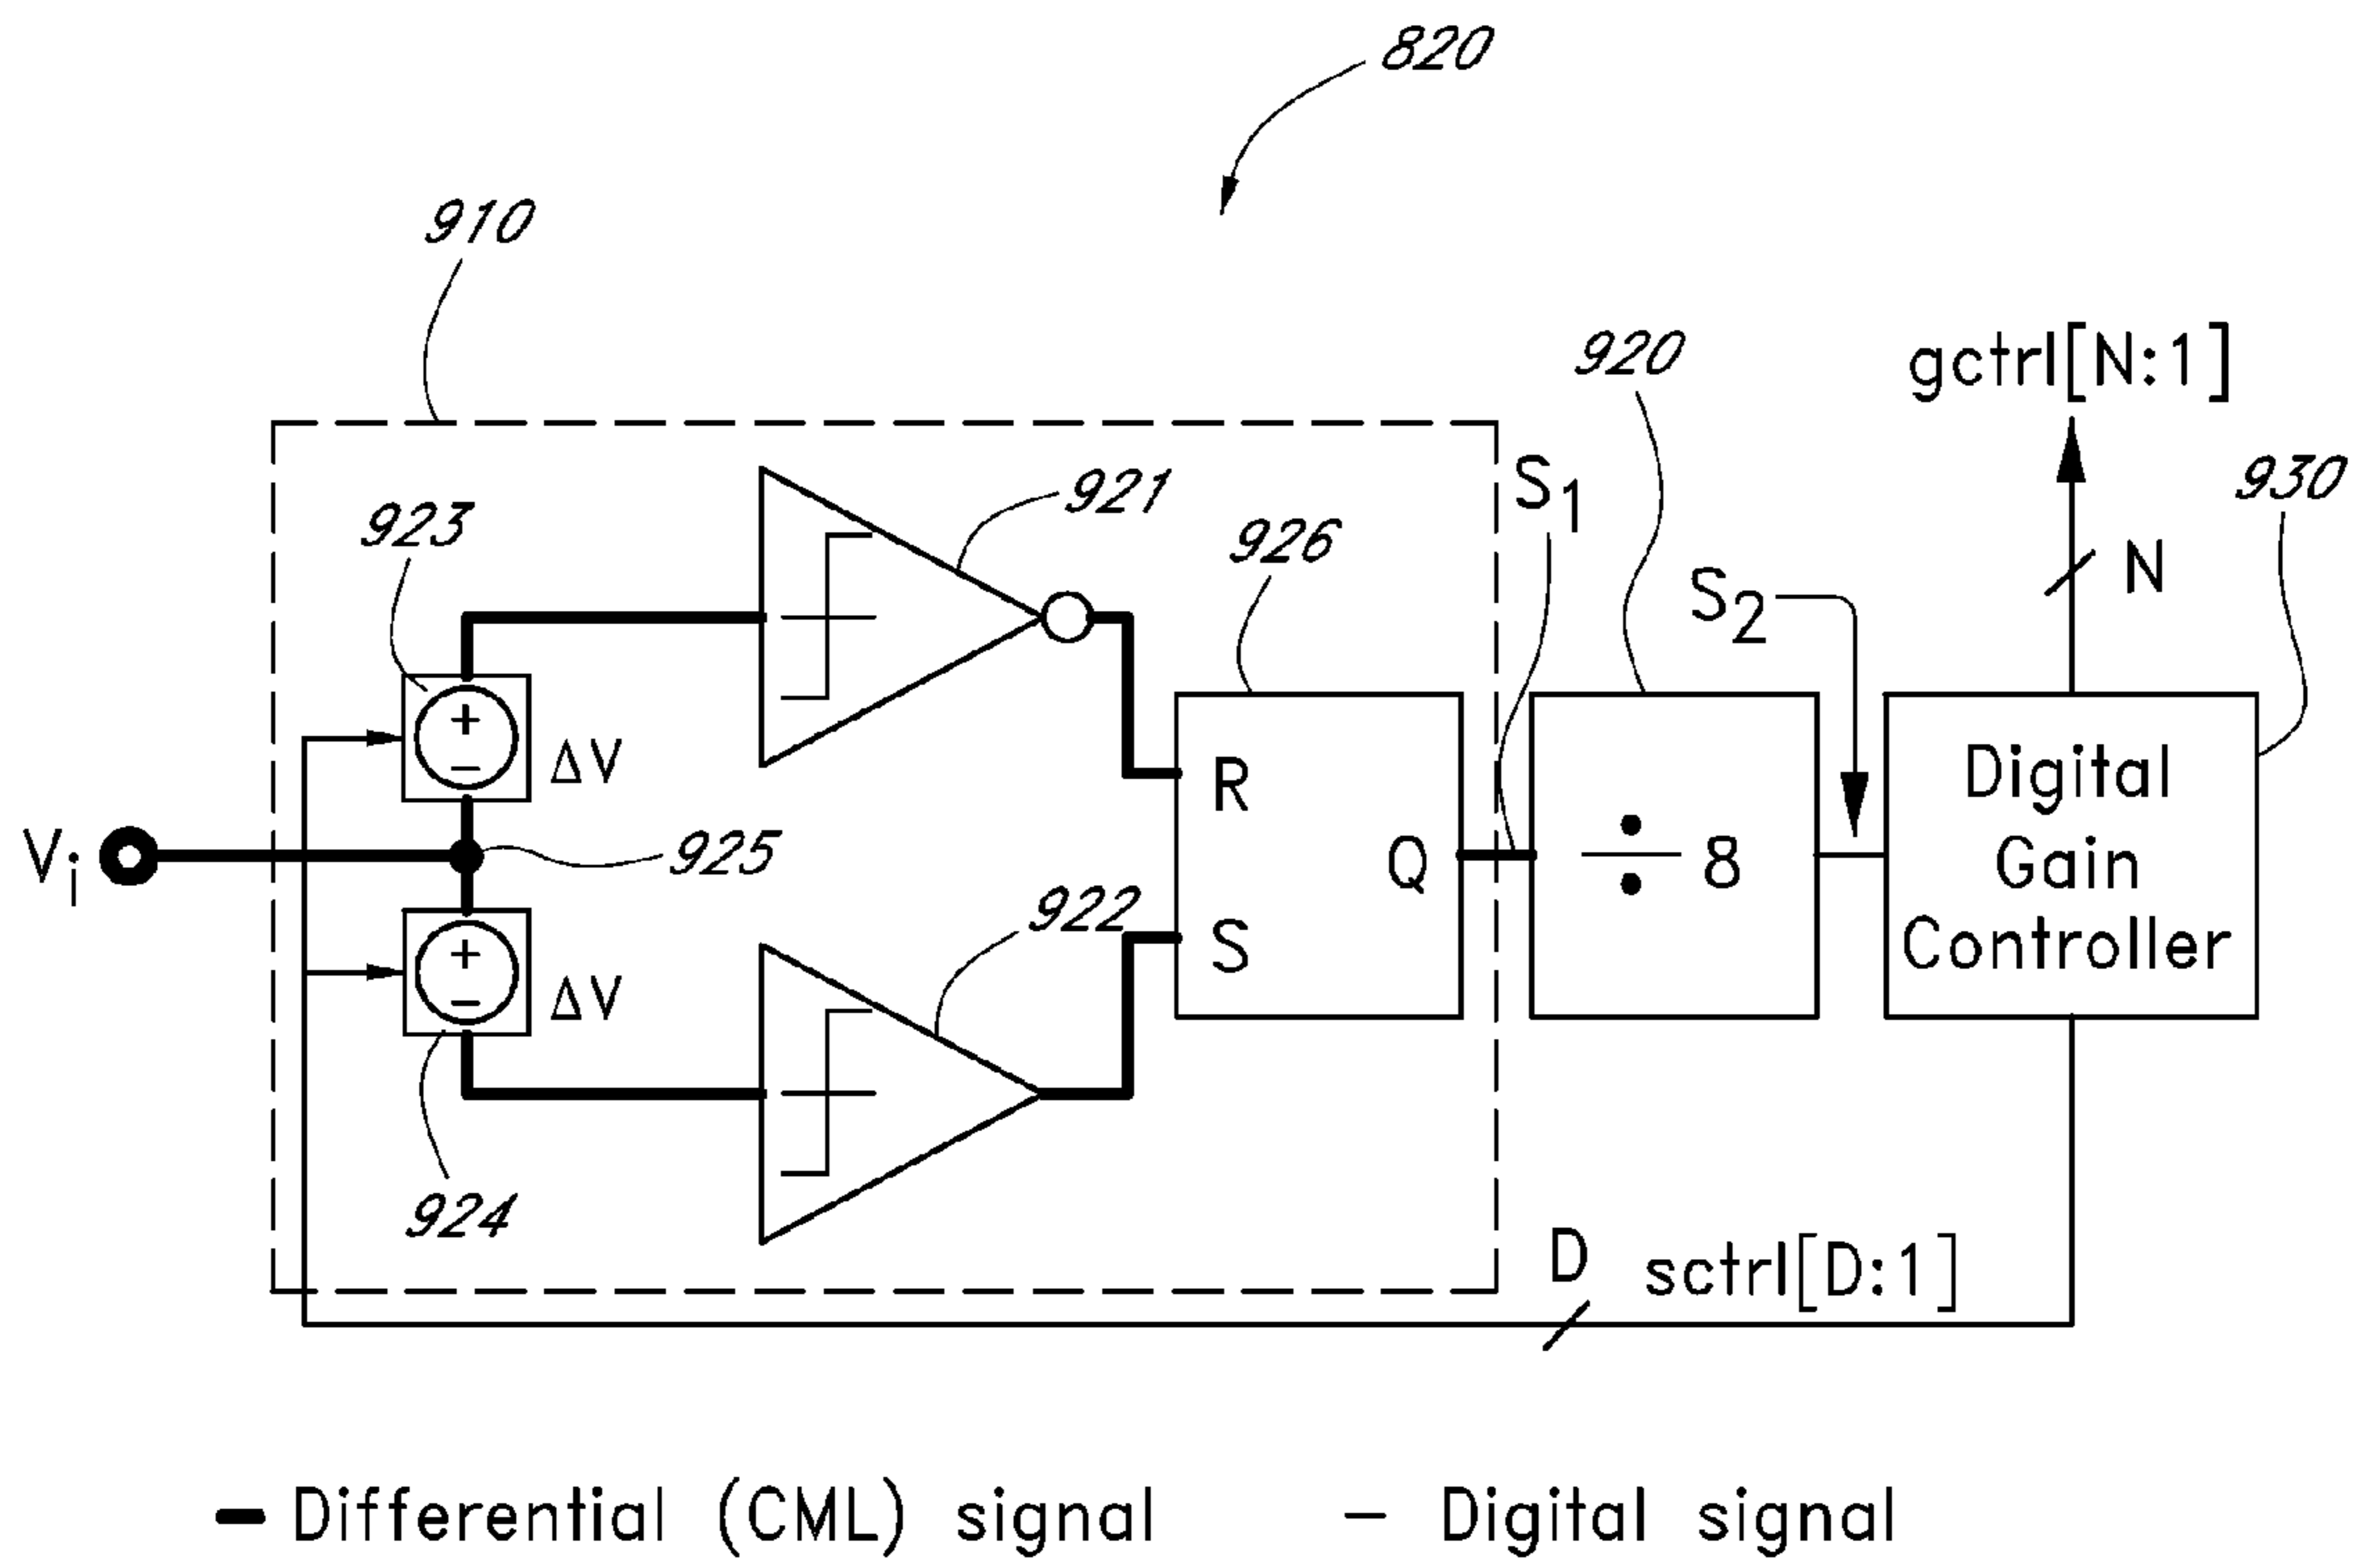 820
910
920
gctrl[N:1]
930
923
921
S1
926
S2
N
ΔV
+
−
R
÷ 8
Digital
Gain
Controller
Vi
925
Q
922
S
+
−
ΔV
924
D
sctrl[D:1]
Differential (CML) signal
Digital signal